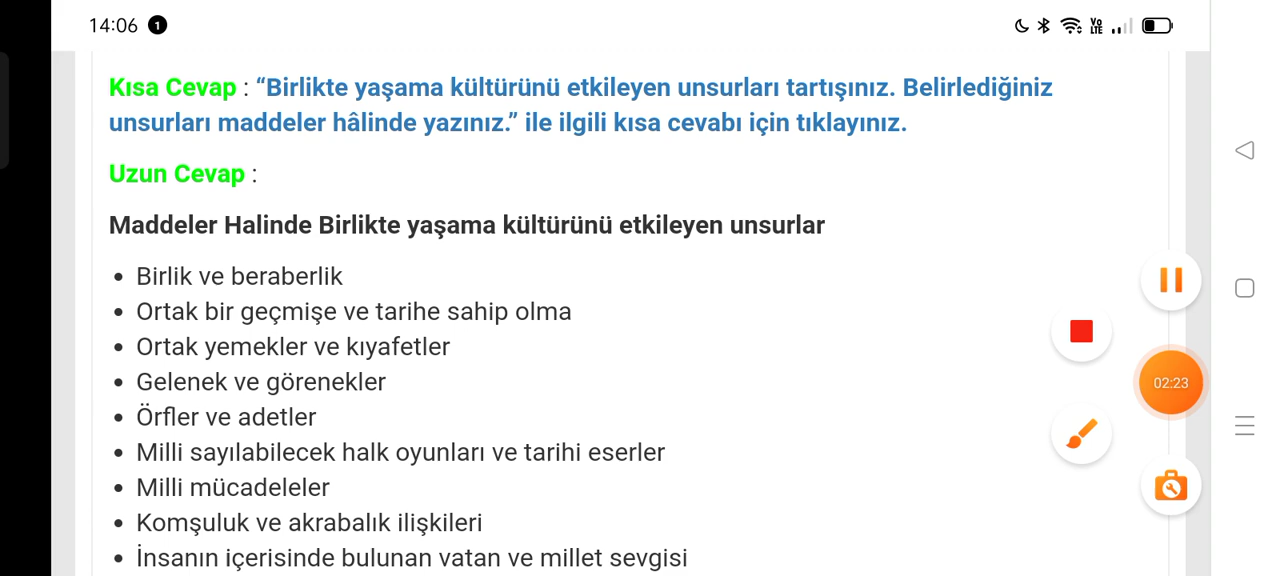 14:06 1
VO LTE
Kısa Cevap : “Birlikte yaşama kültürünü etkileyen unsurları tartışınız. Belirlediğiniz
unsurları maddeler hâlinde yazınız.” ile ilgili kısa cevabı için tıklayınız.
Uzun Cevap :
Maddeler Halinde Birlikte yaşama kültürünü etkileyen unsurlar
• Birlik ve beraberlik
• Ortak bir geçmişe ve tarihe sahip olma
• Ortak yemekler ve kıyafetler
• Gelenek ve görenekler
• Örfler ve adetler
• Milli sayılabilecek halk oyunları ve tarihi eserler
• Milli mücadeleler
• Komşuluk ve akrabalık ilişkileri
• İnsanın içerisinde bulunan vatan ve millet sevgisi
02:23